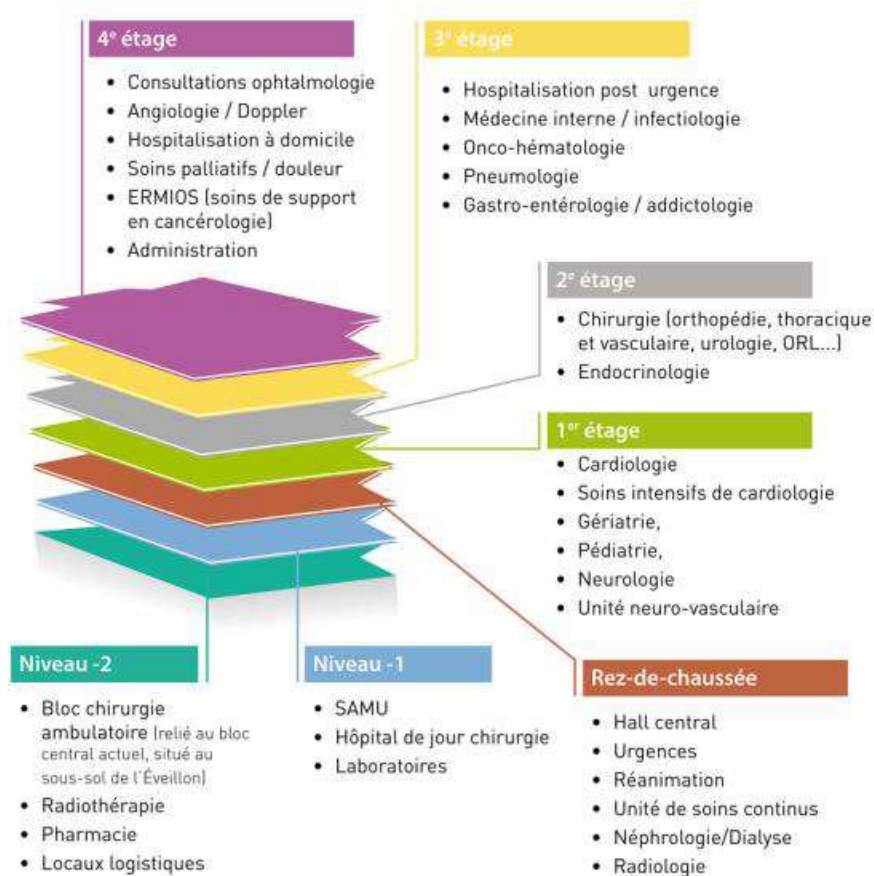 4e étage
• Consultations ophtalmologie
• Angiologie / Doppler
• Hospitalisation à domicile
• Soins palliatifs / douleur
• ERMIOS (soins de support
en cancérologie)
• Administration
3e étage
• Hospitalisation post urgence
• Médecine interne / infectiologie
• Onco-hématologie
• Pneumologie
• Gastro-entérologie / addictologie
2e étage
• Chirurgie (orthopédie, thoracique
et vasculaire, urologie, ORL...)
• Endocrinologie
1er étage
• Cardiologie
• Soins intensifs de cardiologie
• Gériatrie,
• Pédiatrie,
• Neurologie
• Unité neuro-vasculaire
Niveau -2
• Bloc chirurgie
ambulatoire (relié au bloc
central actuel, situé au
sous-sol de l'Éveillon)
• Radiothérapie
• Pharmacie
• Locaux logistiques
Niveau -1
• SAMU
• Hôpital de jour chirurgie
• Laboratoires
Rez-de-chaussée
• Hall central
• Urgences
• Réanimation
• Unité de soins continus
• Néphrologie/Dialyse
• Radiologie